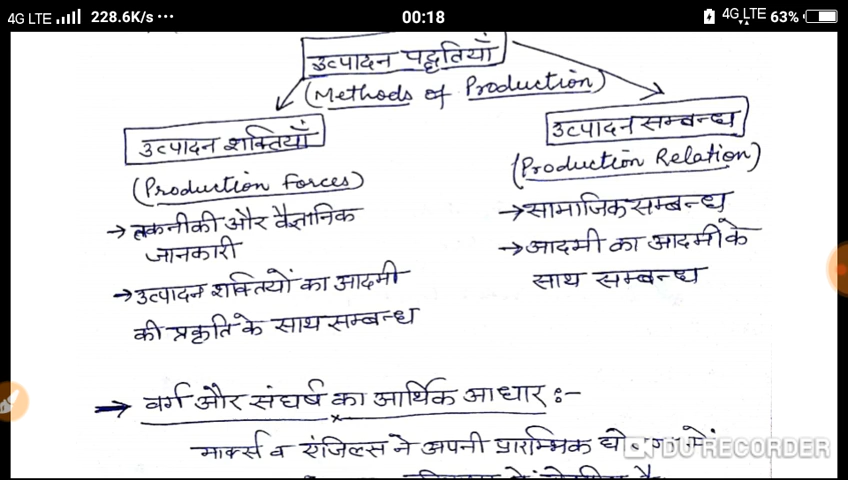 4G LTE 228.6K/s ••• 00:18 4G LTE 63%
उत्पादन पद्धतियाँ
(Methods of Production)
उत्पादन शक्तियाँ
(Production Forces)
→ तकनीकी और वैज्ञानिक
जानकारी
→ उत्पादन शक्तियों का आदमी
की प्रकृति के साथ सम्बन्ध
उत्पादन सम्बन्ध
(Production Relation)
→ सामाजिक सम्बन्ध
→ आदमी का आदमी के
साथ सम्बन्ध
→ वर्ग और संघर्ष का आर्थिक आधार :-
मार्क्स व एंजिल्स ने अपनी प्रारम्भिक में
DU RECORDER